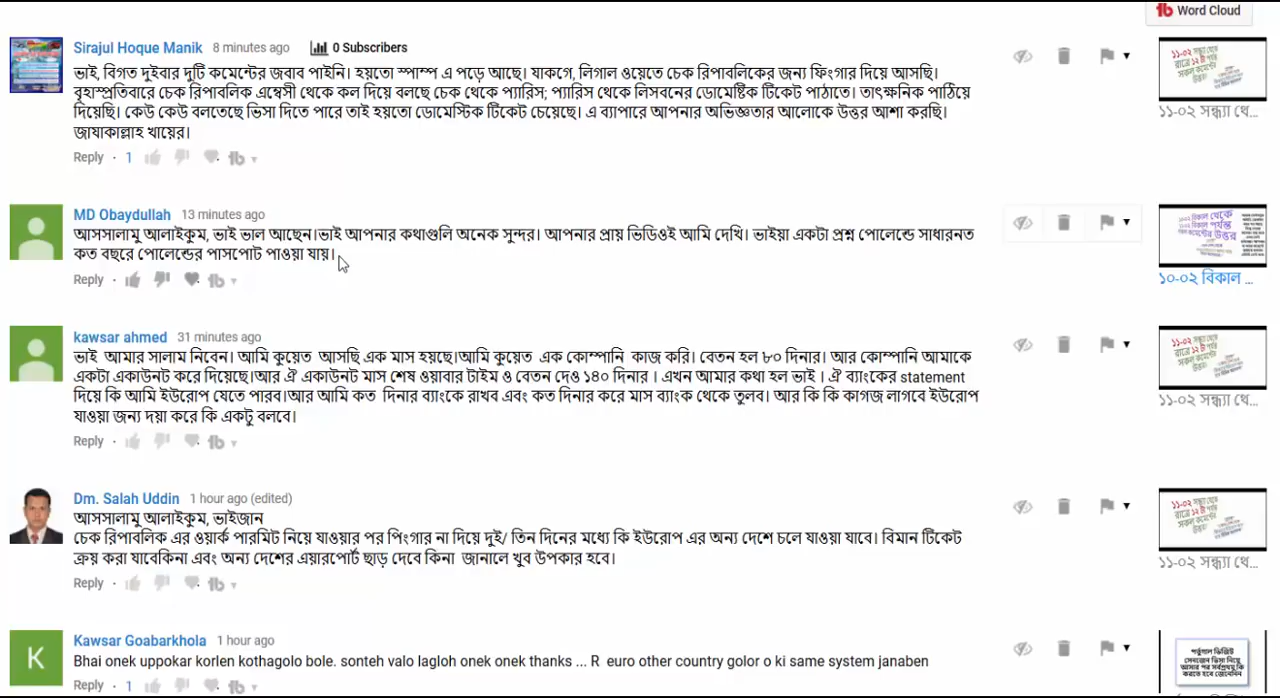 Word Cloud
Sirajul Hoque Manik 8 minutes ago 0 Subscribers
ভাই, বিগত দুইবার দুটি কমেন্টের জবাব পাইনি। হয়তো স্পাম্প এ পড়ে আছে। যাকগে, লিগাল ওয়েতে চেক রিপাবলিকের জন্য ফিংগার দিয়ে আসছি।
বৃহাস্প্রতিবারে চেক রিপাবলিক এম্বেসী থেকে কল দিয়ে বলছে চেক থেকে প্যারিস; প্যারিস থেকে লিসবনের ডোমেষ্টিক টিকেট পাঠাতে। তাৎক্ষনিক পাঠিয়ে
দিয়েছি। কেউ কেউ বলতেছে ভিসা দিতে পারে তাই হয়তো ডোমেস্টিক টিকেট চেয়েছে। এ ব্যাপারে আপনার অভিজ্ঞতার আলোকে উত্তর আশা করছি।
জাযাকাল্লাহ খায়ের।
Reply · 1
১১-০২ সন্ধ্যা থে...
MD Obaydullah 13 minutes ago
আসসালামু আলাইকুম, ভাই ভাল আছেন।ভাই আপনার কথাগুলি অনেক সুন্দর। আপনার প্রায় ভিডিওই আমি দেখি। ভাইয়া একটা প্রশ্ন পোলেন্ডে সাধারনত
কত বছরে পোলেন্ডের পাসপোট পাওয়া যায়।
Reply ·
১০-০২ বিকাল ...
kawsar ahmed 31 minutes ago
ভাই আমার সালাম নিবেন। আমি কুয়েত আসছি এক মাস হয়ছে।আমি কুয়েত এক কোম্পানি কাজ করি। বেতন হল ৮০ দিনার। আর কোম্পানি আমাকে
একটা একাউনট করে দিয়েছে।আর ঐ একাউনট মাস শেষ ওয়াবার টাইম ও বেতন দেও ১৪০ দিনার । এখন আমার কথা হল ভাই । ঐ ব্যাংকের statement
দিয়ে কি আমি ইউরোপ যেতে পারব।আর আমি কত দিনার ব্যাংকে রাখব এবং কত দিনার করে মাস ব্যাংক থেকে তুলব। আর কি কি কাগজ লাগবে ইউরোপ
যাওয়া জন্য দয়া করে কি একটু বলবে।
Reply ·
১১-০২ সন্ধ্যা থে...
Dm. Salah Uddin 1 hour ago (edited)
আসসালামু আলাইকুম, ভাইজান
চেক রিপাবলিক এর ওয়ার্ক পারমিট নিয়ে যাওয়ার পর পিংগার না দিয়ে দুই/ তিন দিনের মধ্যে কি ইউরোপ এর অন্য দেশে চলে যাওয়া যাবে। বিমান টিকেট
ক্রয় করা যাবেকিনা এবং অন্য দেশের এয়ারপোর্ট ছাড় দেবে কিনা জানালে খুব উপকার হবে।
Reply ·
১১-০২ সন্ধ্যা থে...
Kawsar Goabarkhola 1 hour ago
Bhai onek uppokar korlen kothagolo bole. sonteh valo lagloh onek onek thanks ... R euro other country golor o ki same system janaben
Reply · 1